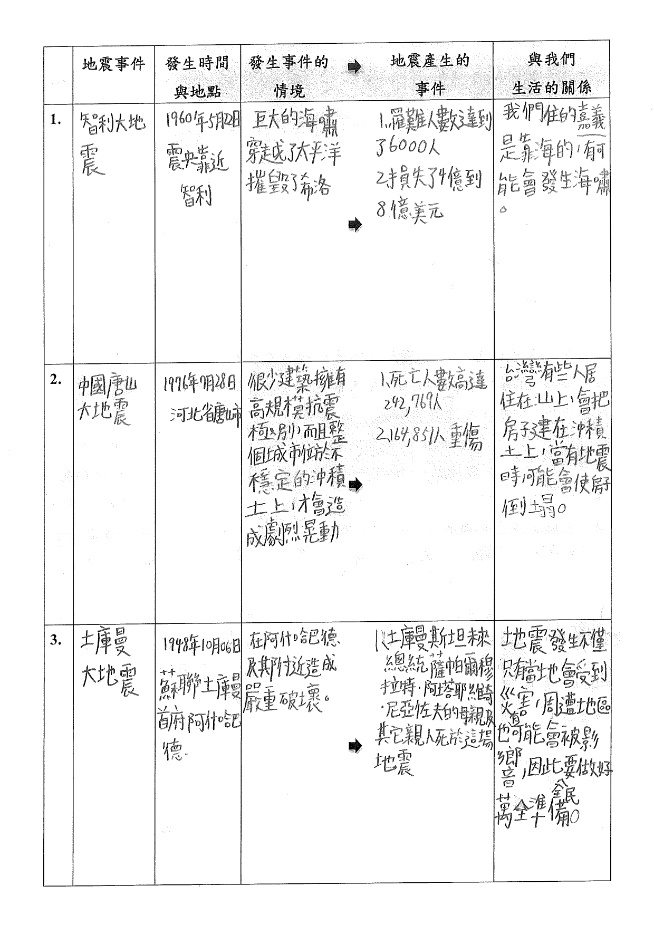 地震事件
發生時間
與地點
發生事件的
情境
地震產生的
事件
與我們
生活的關係
1.
智利大地
震
1960年5月22日
震央靠近
智利
巨大的海嘯
穿越了太平洋
摧毀了希洛
1.罹難人數達到
了6000人
2.損失了4億到
8億美元
我們住的嘉義
是靠海的,有可
能會發生海嘯
。
2.
中國唐山
大地震
1976年7月28日
河北省唐山市
很少建築擁有
高規模抗震
極別,而且整
個城市位於不
穩定的沖積
土上,才會造
成劇烈晃動
1.死亡人數高達
242,769人
2.164,851人重傷
台灣有些人居
住在山上,會把
房子建在沖積
土上,當有地震
時可能會使房
倒塌。
3.
土庫曼
大地震
1948年10月06日
蘇聯土庫曼
首府阿什哈巴
德.
在阿什哈巴德
及其附近造成
嚴重破壞。
1.土庫曼斯坦未來
總統薩帕爾穆
拉特·阿塔耶維奇
·尼亞佐夫的母親及
其它親人死於這場
地震
地震發生不僅
只有當地會受到
災害,周遭地區
也有可能會被影
響,因此要做好
萬全準備。
全民